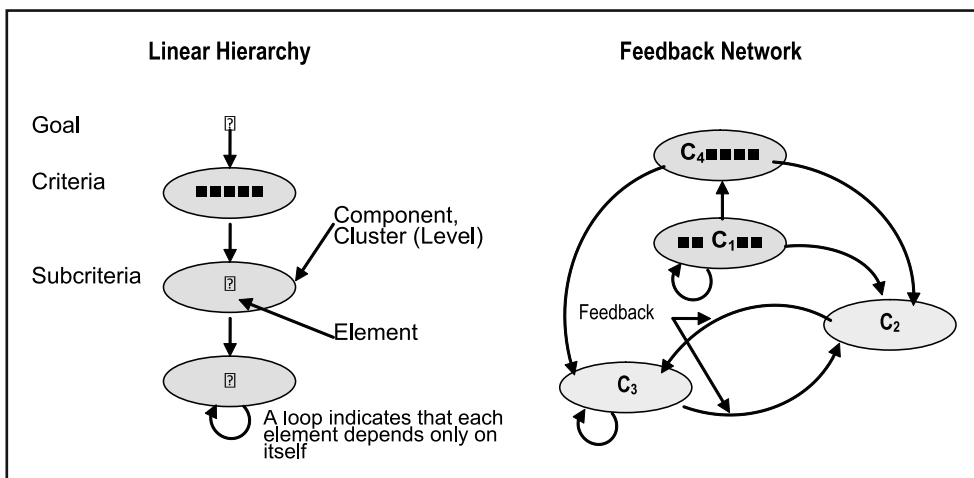 Linear Hierarchy
Goal
Criteria
Component,
Cluster (Level)
Subcriteria
Element
A loop indicates that each
element depends only on
itself
Feedback Network
C₄
C₁
Feedback
C₂
C₃